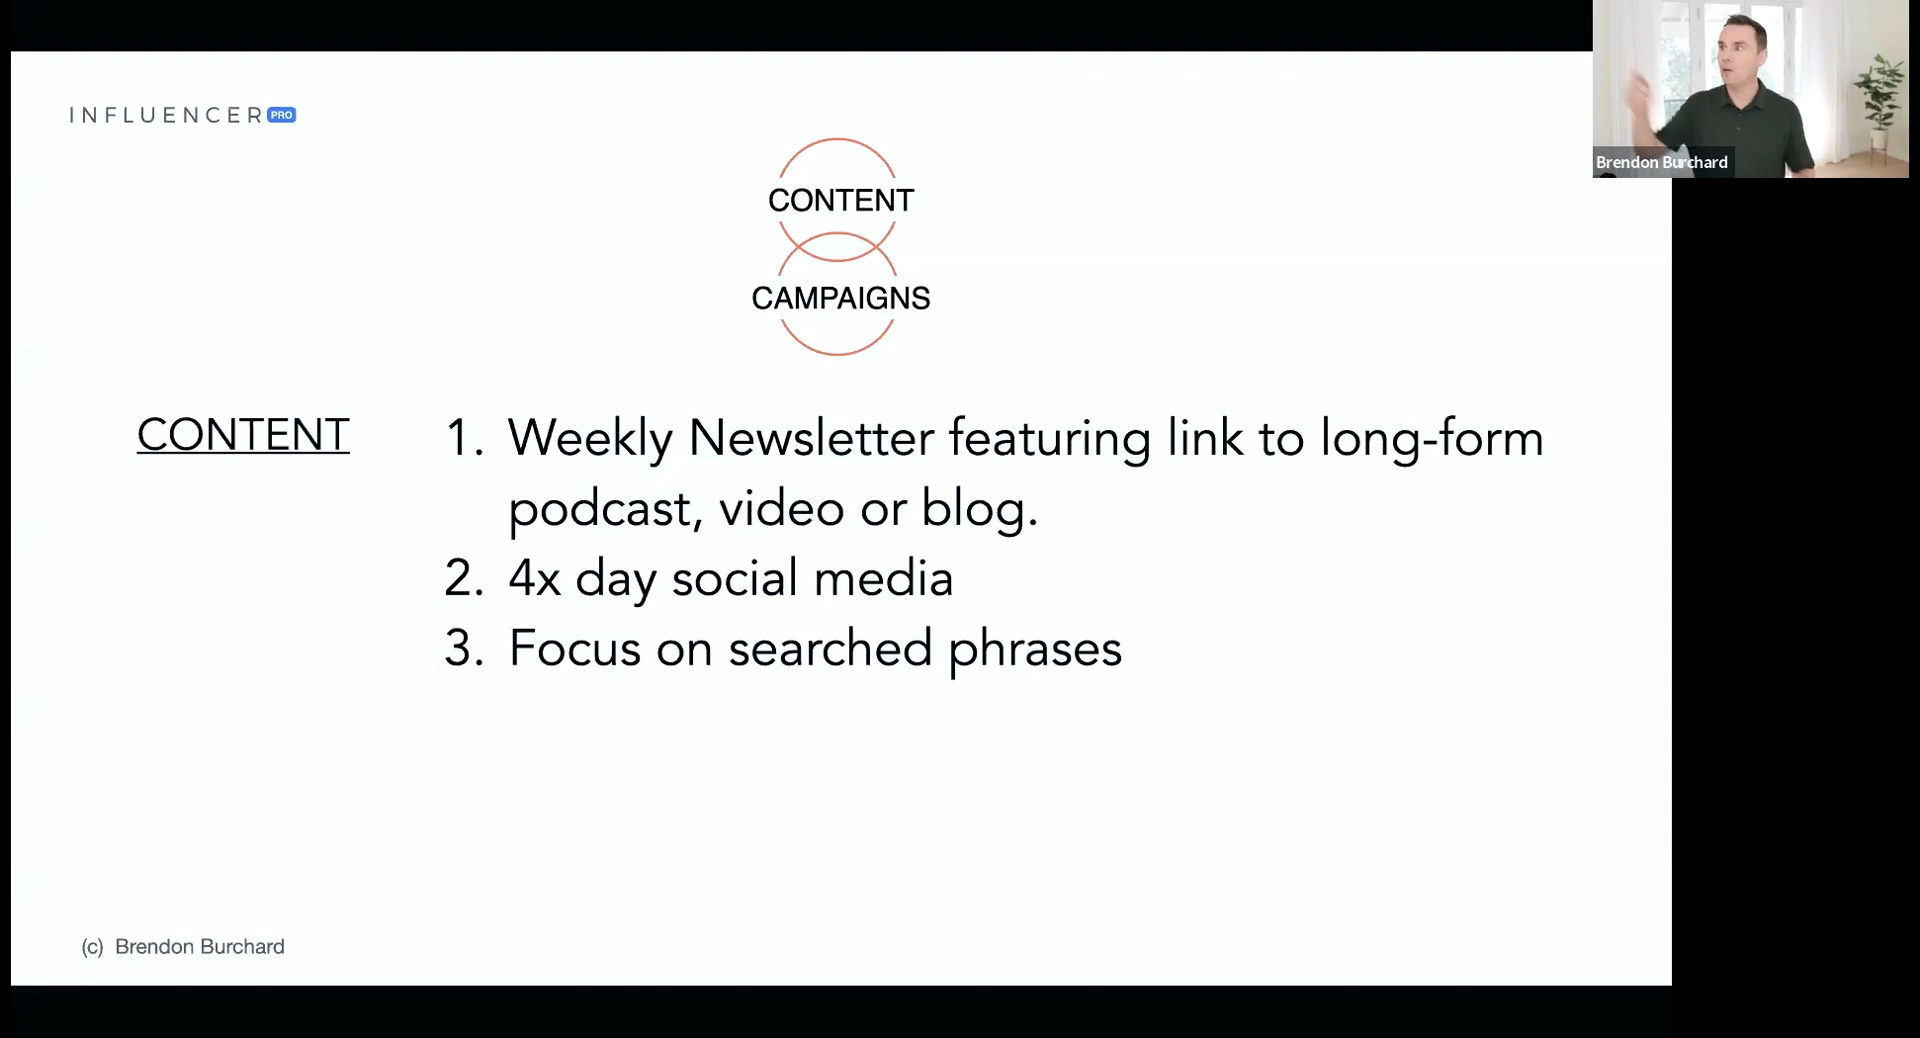 INFLUENCER PRO
Brendon Burchard
CONTENT
CAMPAIGNS
CONTENT
1. Weekly Newsletter featuring link to long-form
podcast, video or blog.
2. 4x day social media
3. Focus on searched phrases
(c) Brendon Burchard